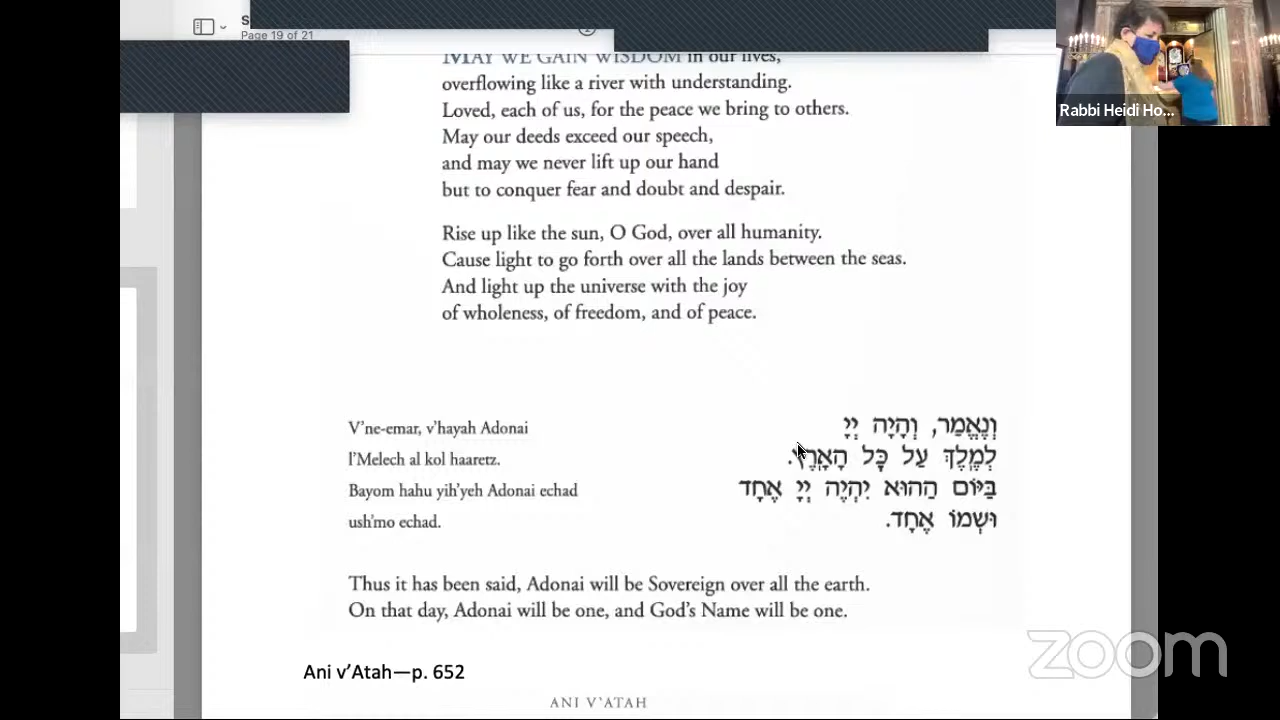 Page 19 of 21
MAY WE GAIN WISDOM in our lives,
overflowing like a river with understanding.
Loved, each of us, for the peace we bring to others.
May our deeds exceed our speech,
and may we never lift up our hand
but to conquer fear and doubt and despair.
Rise up like the sun, O God, over all humanity.
Cause light to go forth over all the lands between the seas.
And light up the universe with the joy
of wholeness, of freedom, and of peace.
V'ne-emar, v'hayah Adonai
l'Melech al kol haaretz.
Bayom hahu yih'yeh Adonai echad
ush'mo echad.
וְנֶאֱמַר, וְהָיָה יְיָ
לְמֶֽלֶךְ עַל כׇּל הָאָֽרֶץ.
בַּיּוֹם הַהוּא יִהְיֶה יְיָ אֶחָד
וּשְׁמוֹ אֶחָד.
Thus it has been said, Adonai will be Sovereign over all the earth.
On that day, Adonai will be one, and God's Name will be one.
Ani v'Atah—p. 652
ANI V'ATAH
Rabbi Heidi Ho...
zoom